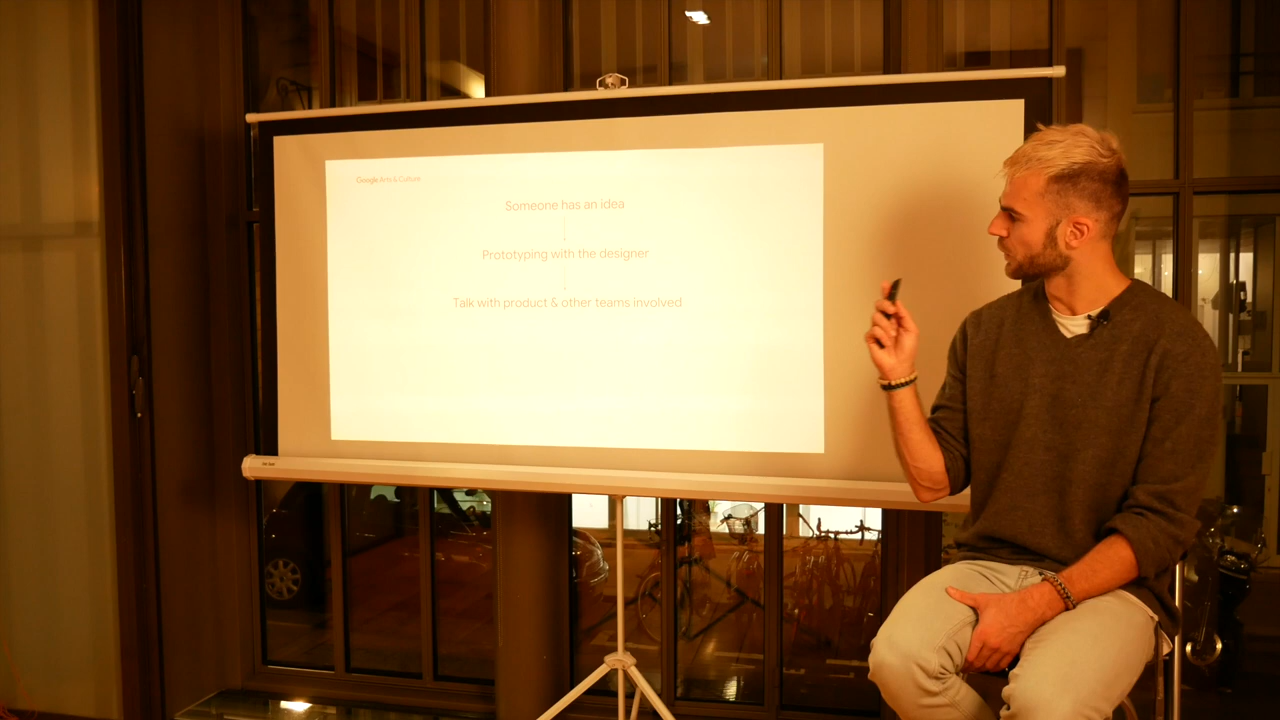 Google Arts & Culture
Someone has an idea
Prototyping with the designer
Talk with product & other teams involved